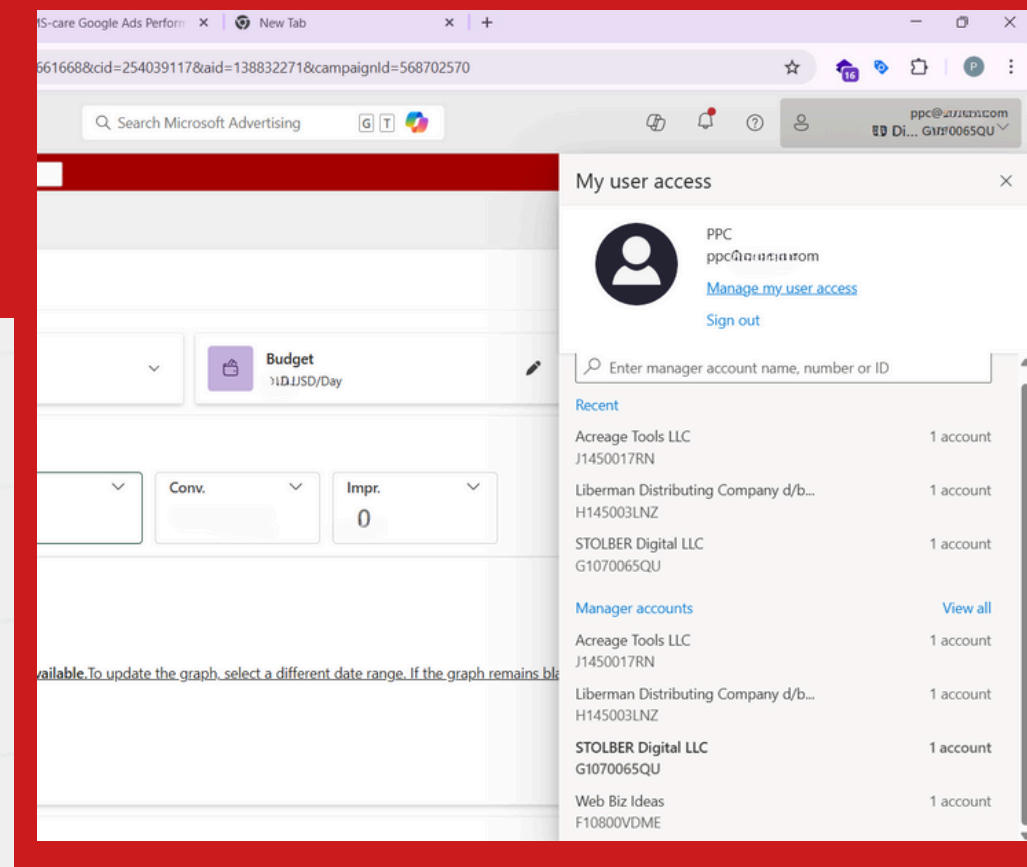 MS-care Google Ads Perform
New Tab
661668&cid=254039117&aid=138832271&campaignId=568702570
16
P
Search Microsoft Advertising
G T
Di...
My user access
PPC
Manage my user access
Sign out
Budget
USD/Day
Enter manager account name, number or ID
Recent
Acreage Tools LLC 1 account
J1450017RN
Conv.
Impr.
0
Liberman Distributing Company d/b... 1 account
H145003LNZ
STOLBER Digital LLC 1 account
G1070065QU
Manager accounts View all
Acreage Tools LLC 1 account
J1450017RN
vailable.To update the graph, select a different date range. If the graph remains bla
Liberman Distributing Company d/b... 1 account
H145003LNZ
STOLBER Digital LLC 1 account
G1070065QU
Web Biz Ideas 1 account
F10800VDME